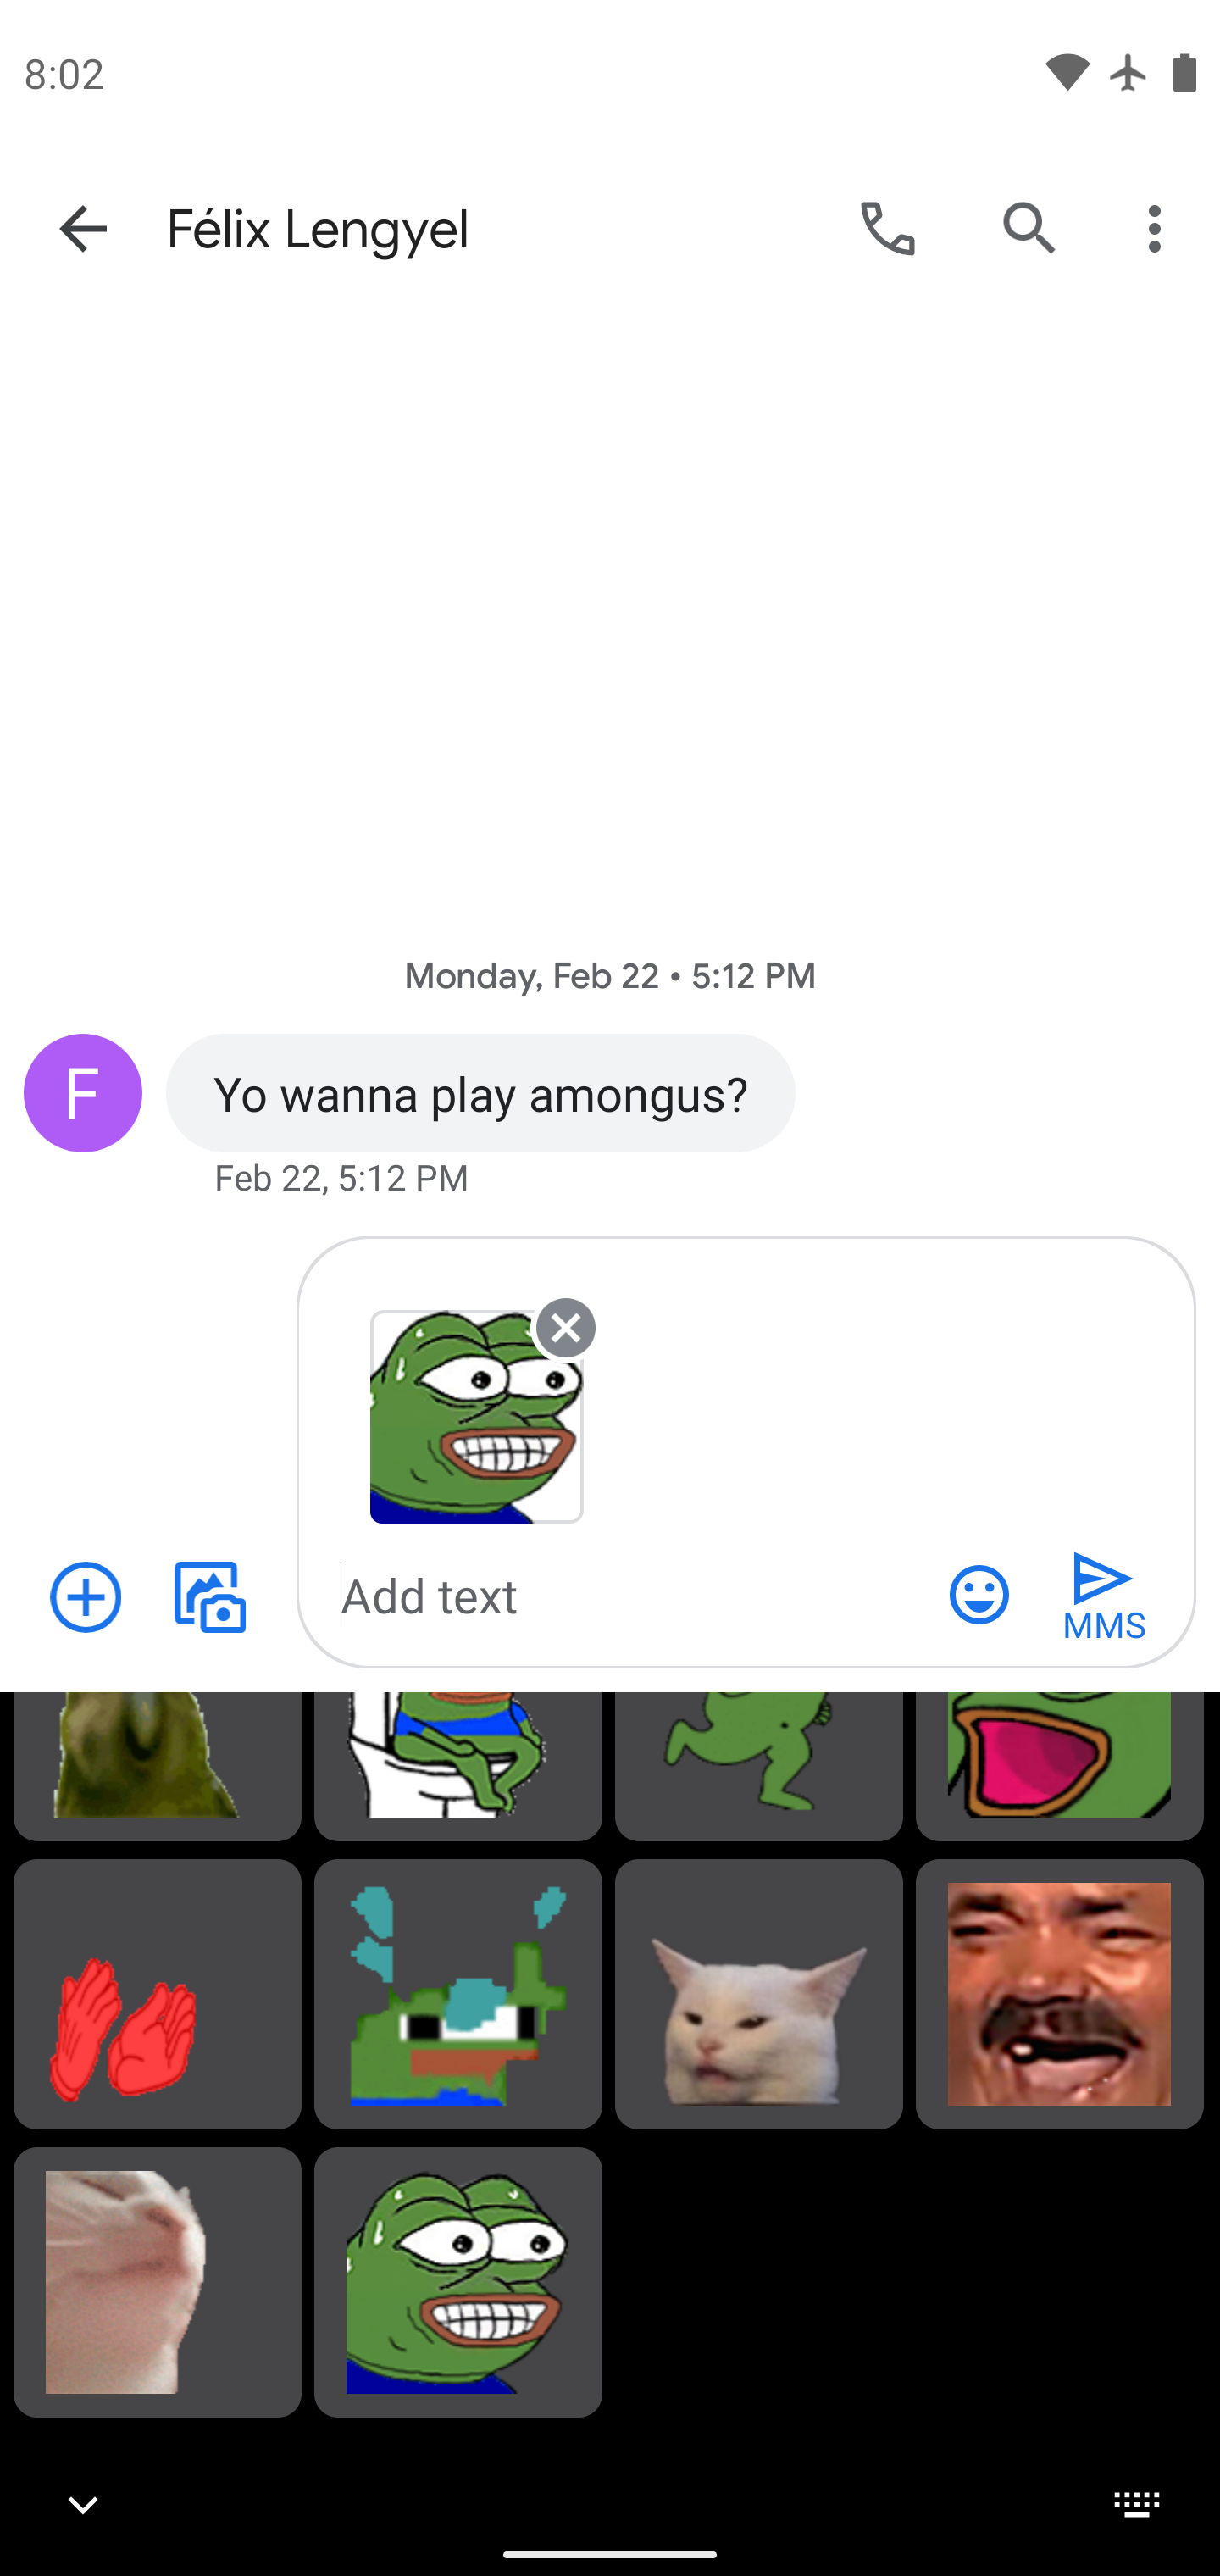 8:02
Félix Lengyel
Monday, Feb 22 • 5:12 PM
F
Yo wanna play amongus?
Feb 22, 5:12 PM
Add text
MMS